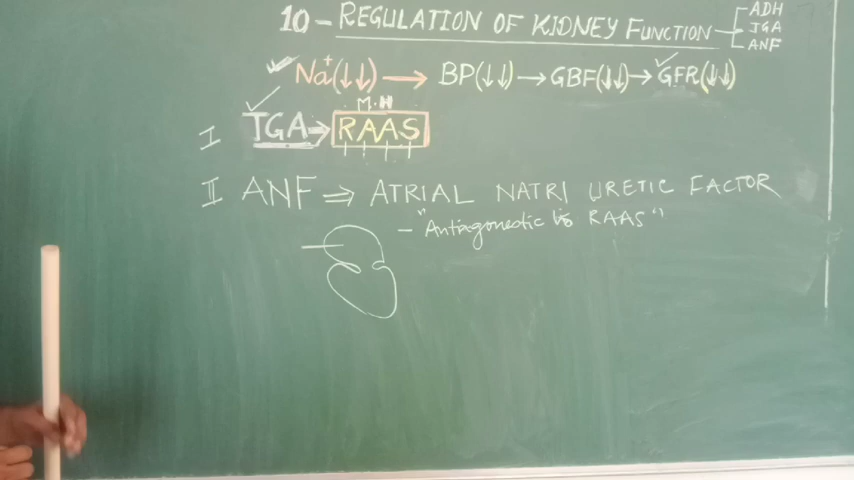 10 - REGULATION OF KIDNEY FUNCTION
ADH
JGA
ANF
Na+(↓↓) → BP(↓↓) → GBF(↓↓) → GFR(↓↓)
M.H
I JGA → RAAS
II ANF ⇒ ATRIAL NATRI URETIC FACTOR
- "Antagonestic to RAAS"